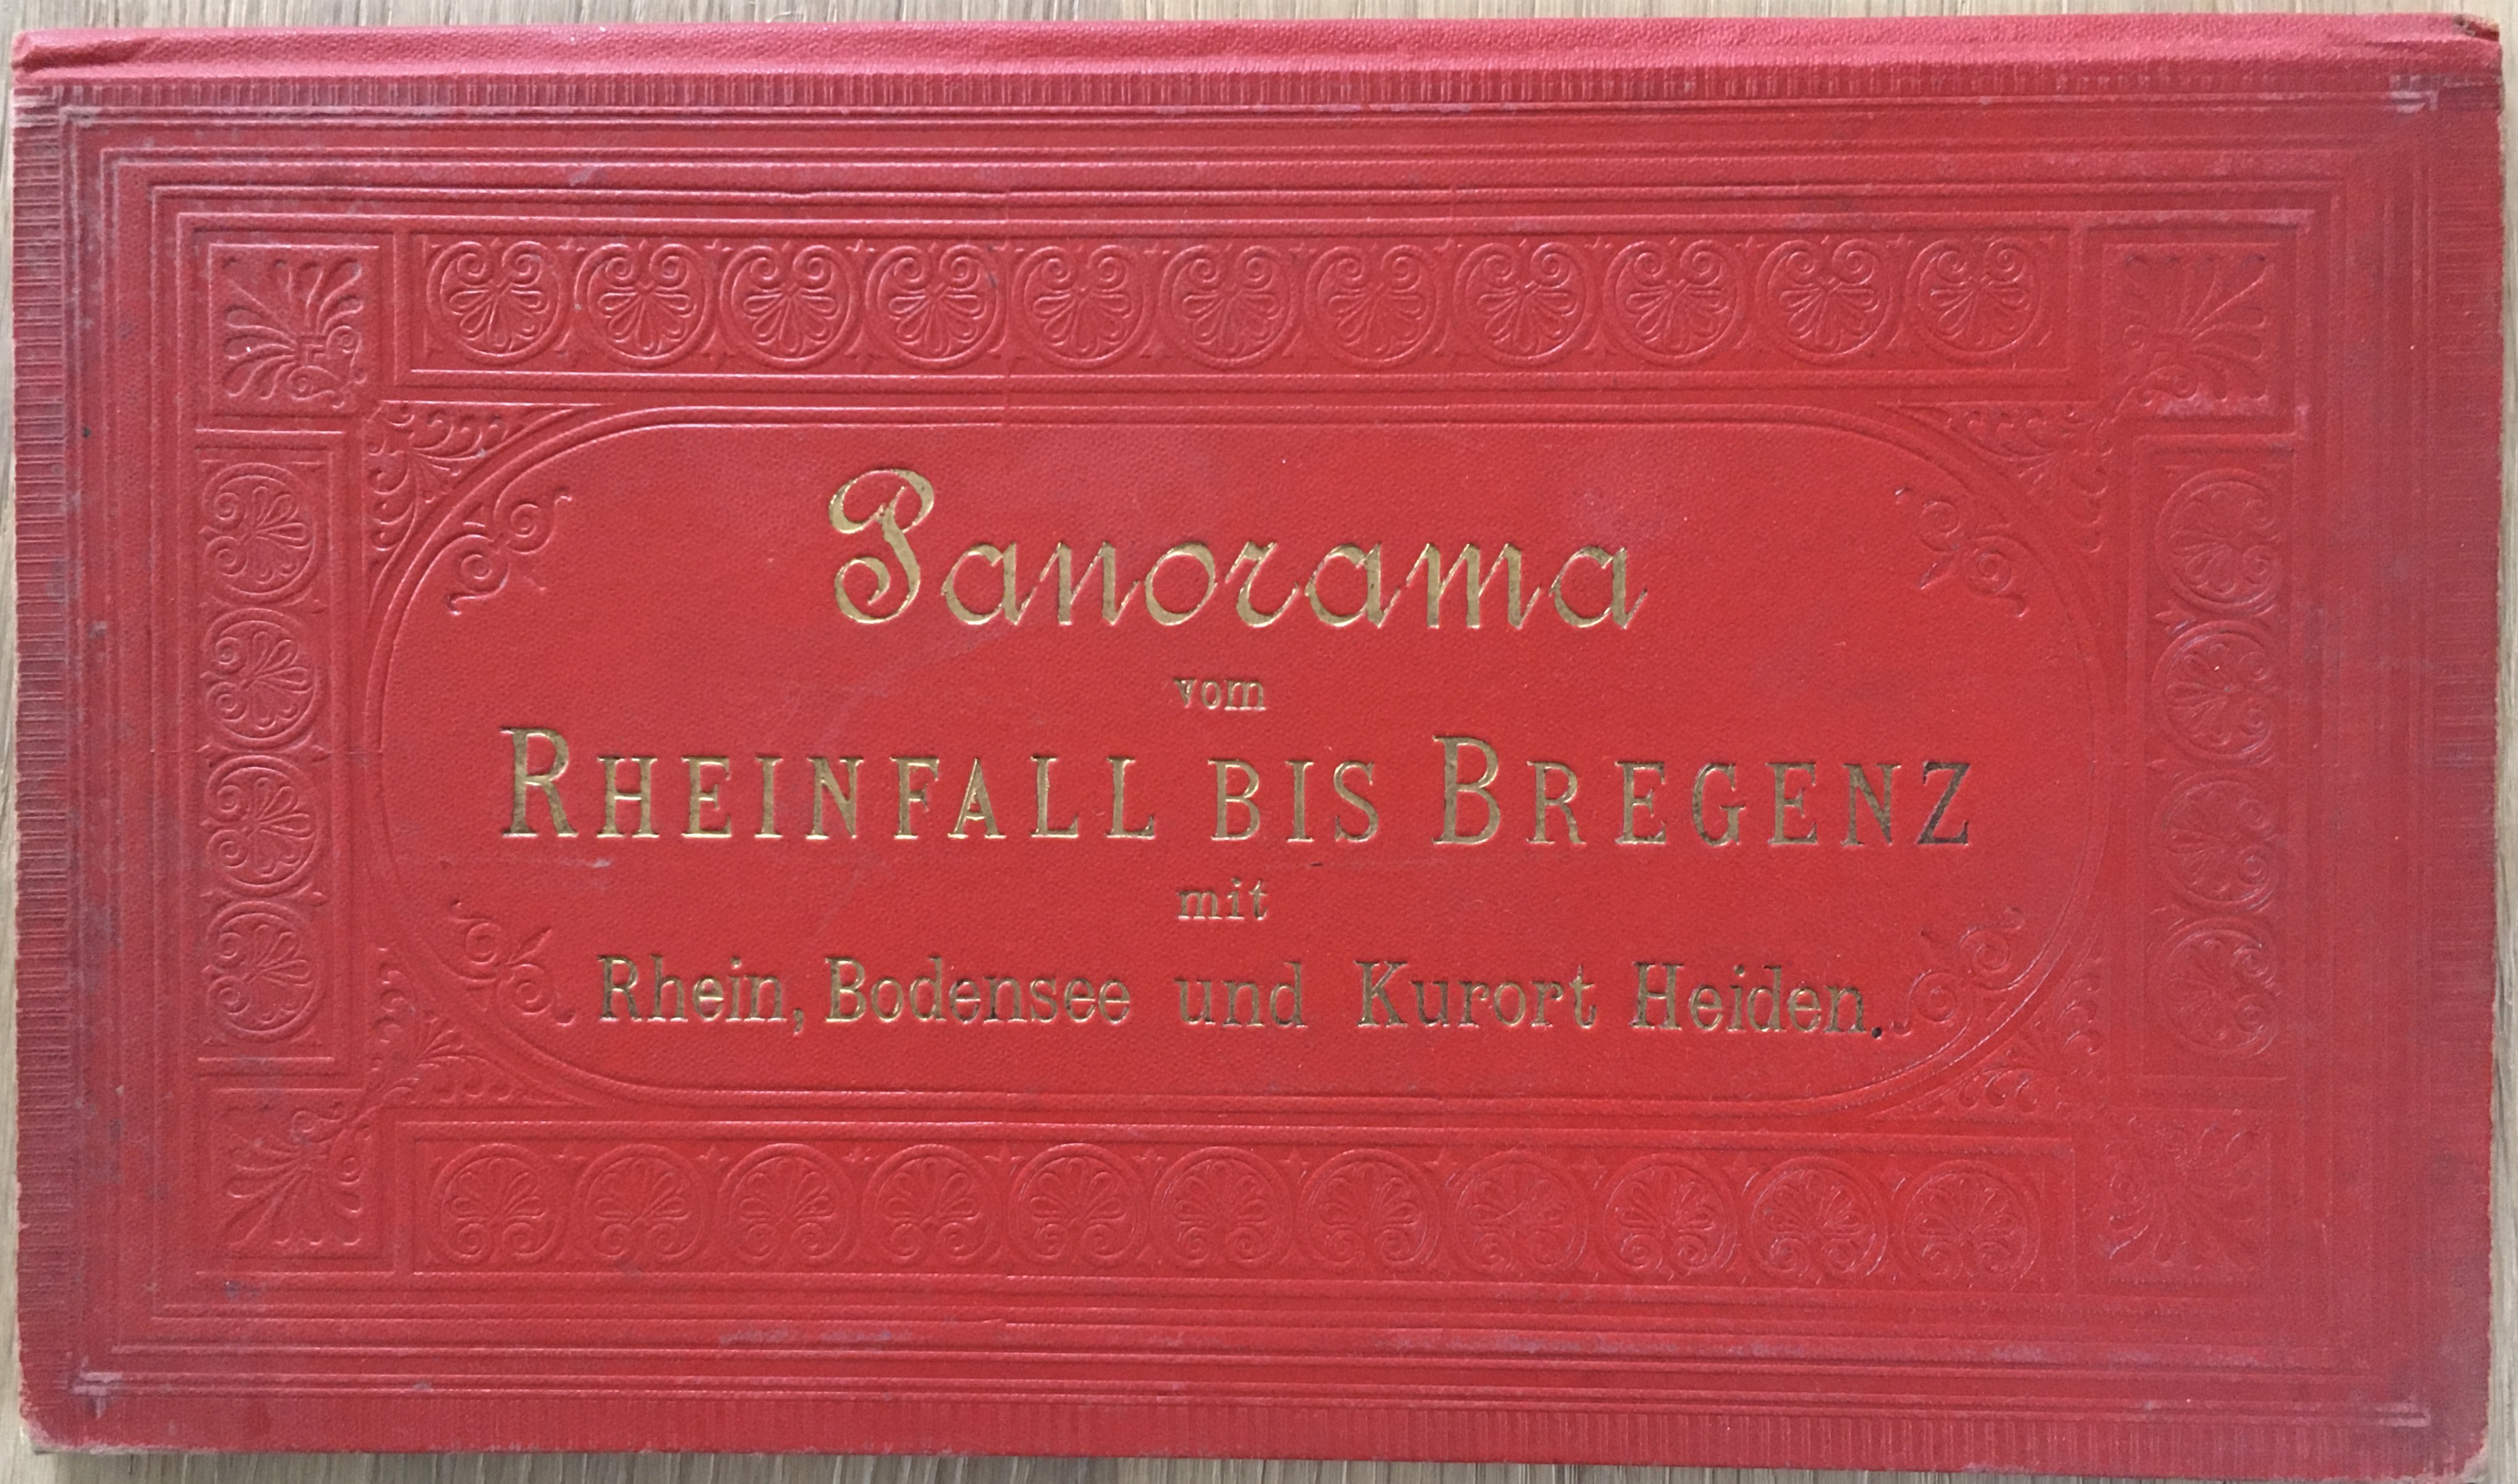 Panorama
vom
RHEINFALL BIS BREGENZ
mit
Rhein, Bodensee und Kurort Heiden.